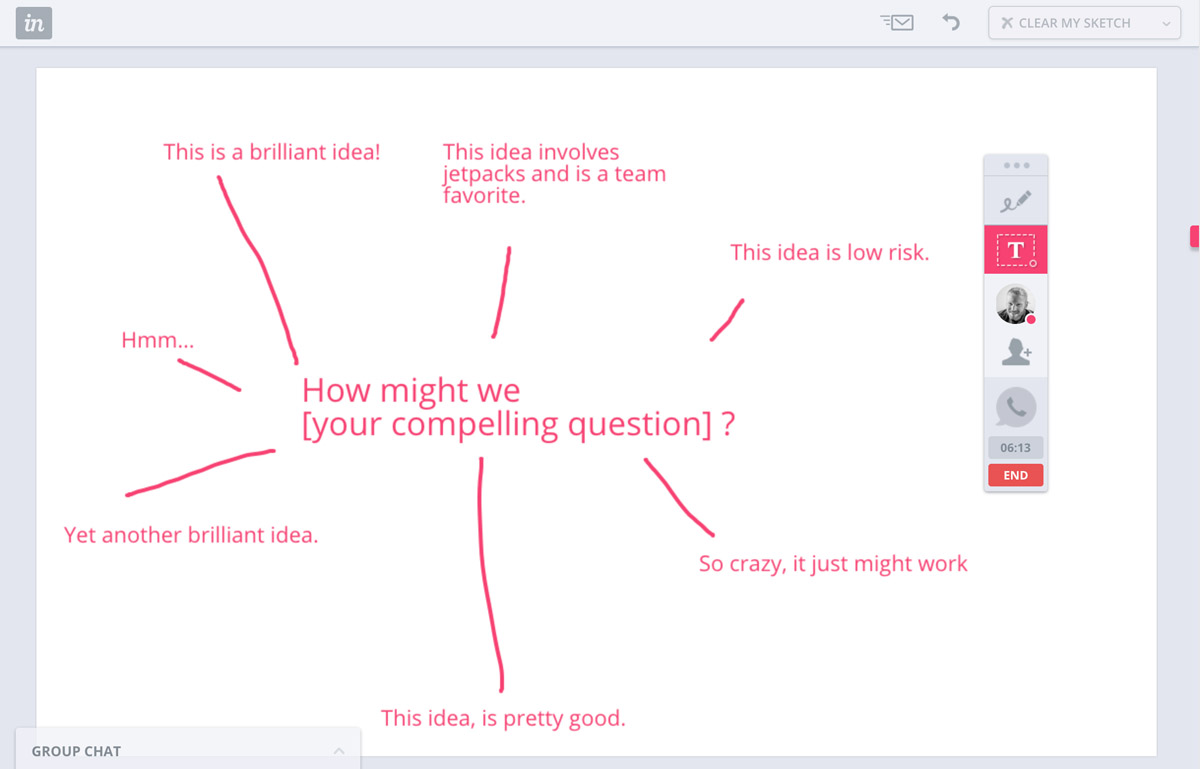 in
CLEAR MY SKETCH
This is a brilliant idea!
This idea involves
jetpacks and is a team
favorite.
This idea is low risk.
T
Hmm...
How might we
[your compelling question] ?
06:13
END
Yet another brilliant idea.
So crazy, it just might work
This idea, is pretty good.
GROUP CHAT